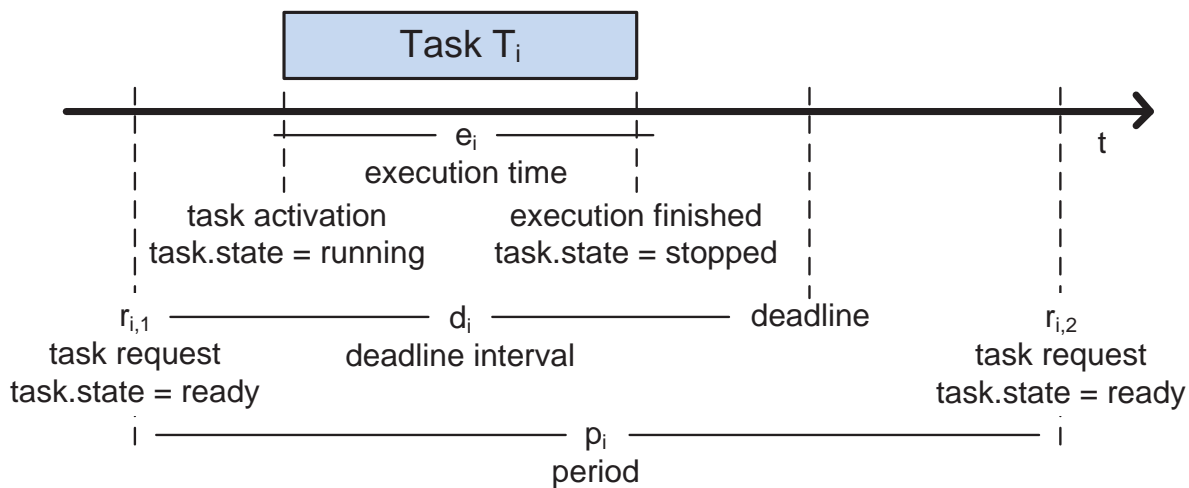 Task Ti
t
ei
execution time
task activation
task.state = running
execution finished
task.state = stopped
ri,1
di
deadline
ri,2
task request
task.state = ready
deadline interval
task request
task.state = ready
pi
period